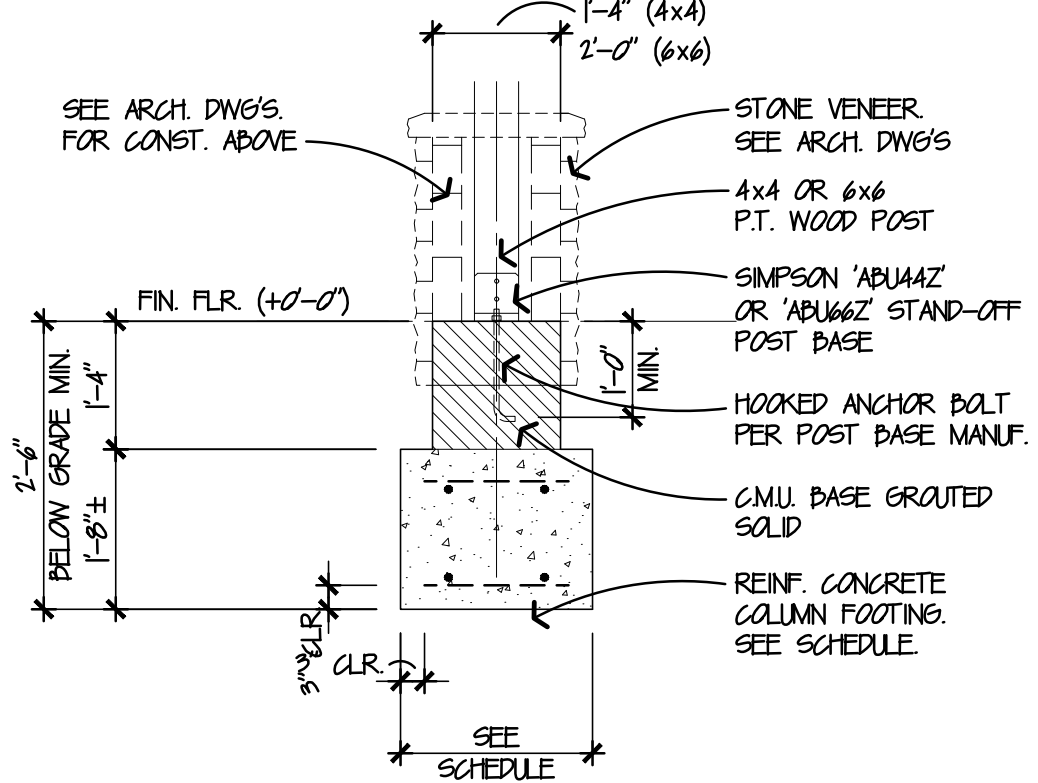 1'-4" (4x4)
2'-0" (6x6)
SEE ARCH. DWG'S.
FOR CONST. ABOVE
STONE VENEER.
SEE ARCH. DWG'S
4x4 OR 6x6
P.T. WOOD POST
SIMPSON 'ABU44Z'
OR 'ABU66Z' STAND-OFF
POST BASE
FIN. FLR. (+0'-0")
1'-0"
MIN.
1'-4"
2'-6"
BELOW GRADE MIN.
1'-8"±
HOOKED ANCHOR BOLT
PER POST BASE MANUF.
C.M.U. BASE GROUTED
SOLID
REINF. CONCRETE
COLUMN FOOTING.
SEE SCHEDULE.
3"
CLR.
3"
CLR.
SEE
SCHEDULE